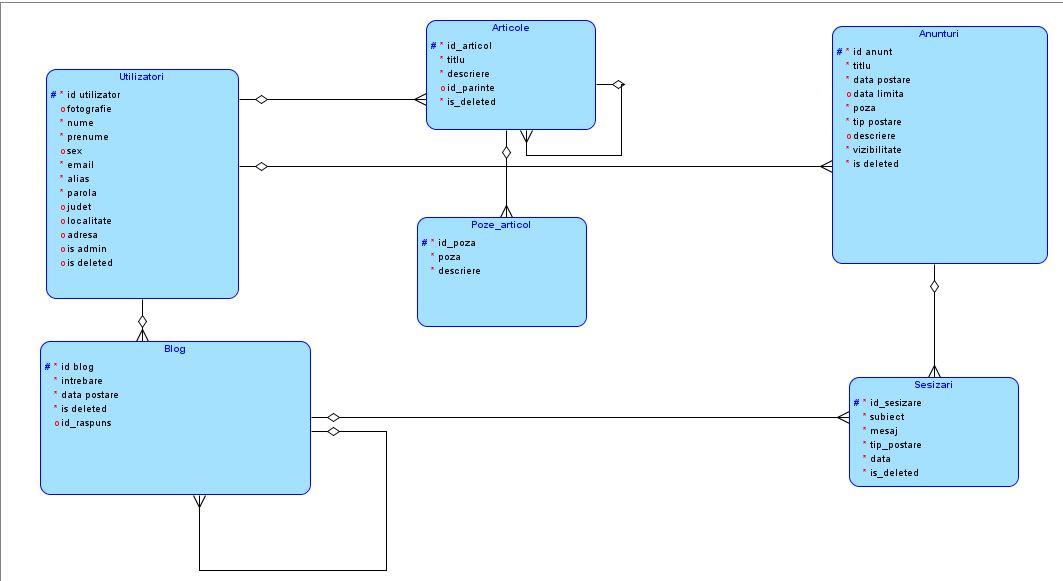 Utilizatori
# * id utilizator
o fotografie
* nume
* prenume
o sex
* email
* alias
* parola
o judet
o localitate
o adresa
o is admin
o is deleted
Articole
# * id_articol
* titlu
* descriere
o id_parinte
* is_deleted
Anunturi
# * id anunt
* titlu
* data postare
o data limita
* poza
* tip postare
o descriere
* vizibilitate
* is deleted
Poze_articol
# * id_poza
* poza
* descriere
Blog
# * id blog
* intrebare
* data postare
* is deleted
o id_raspuns
Sesizari
# * id_sesizare
* subiect
* mesaj
* tip_postare
* data
* is_deleted